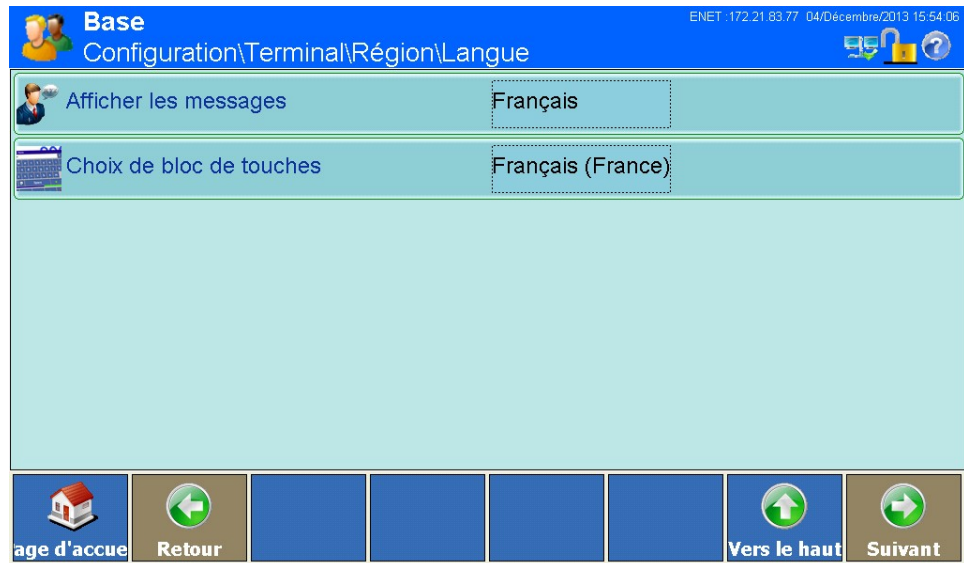 Base
ENET :172.21.83.77 04/Décembre/2013 15:54:06
Configuration\Terminal\Région\Langue
Afficher les messages Français
Choix de bloc de touches Français (France)
age d'accue Retour Vers le haut Suivant